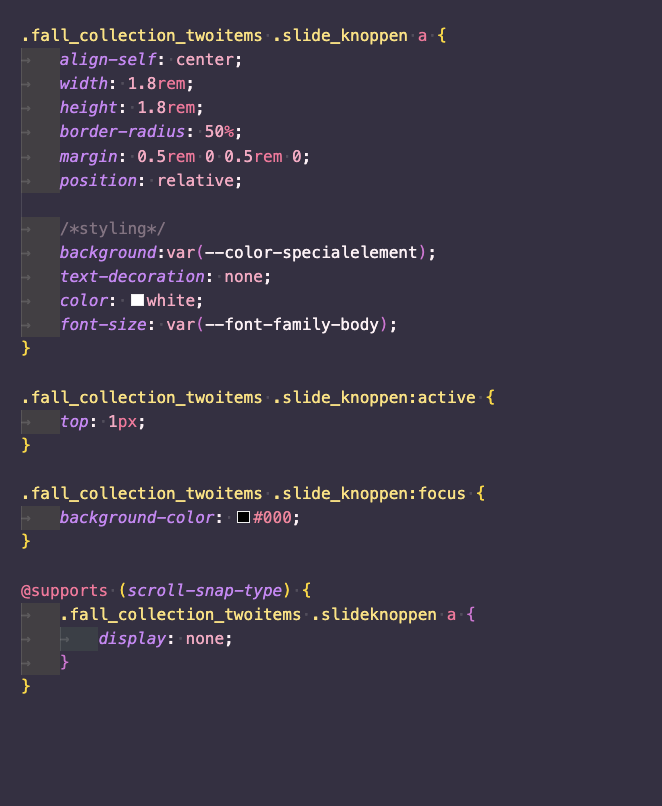 .fall_collection_twoitems .slide_knoppen a {
align-self: center;
width: 1.8rem;
height: 1.8rem;
border-radius: 50%;
margin: 0.5rem 0 0.5rem 0;
position: relative;
/*styling*/
background:var(--color-specialelement);
text-decoration: none;
color: white;
font-size: var(--font-family-body);
}
.fall_collection_twoitems .slide_knoppen:active {
top: 1px;
}
.fall_collection_twoitems .slide_knoppen:focus {
background-color: #000;
}
@supports (scroll-snap-type) {
.fall_collection_twoitems .slideknoppen a {
display: none;
}
}